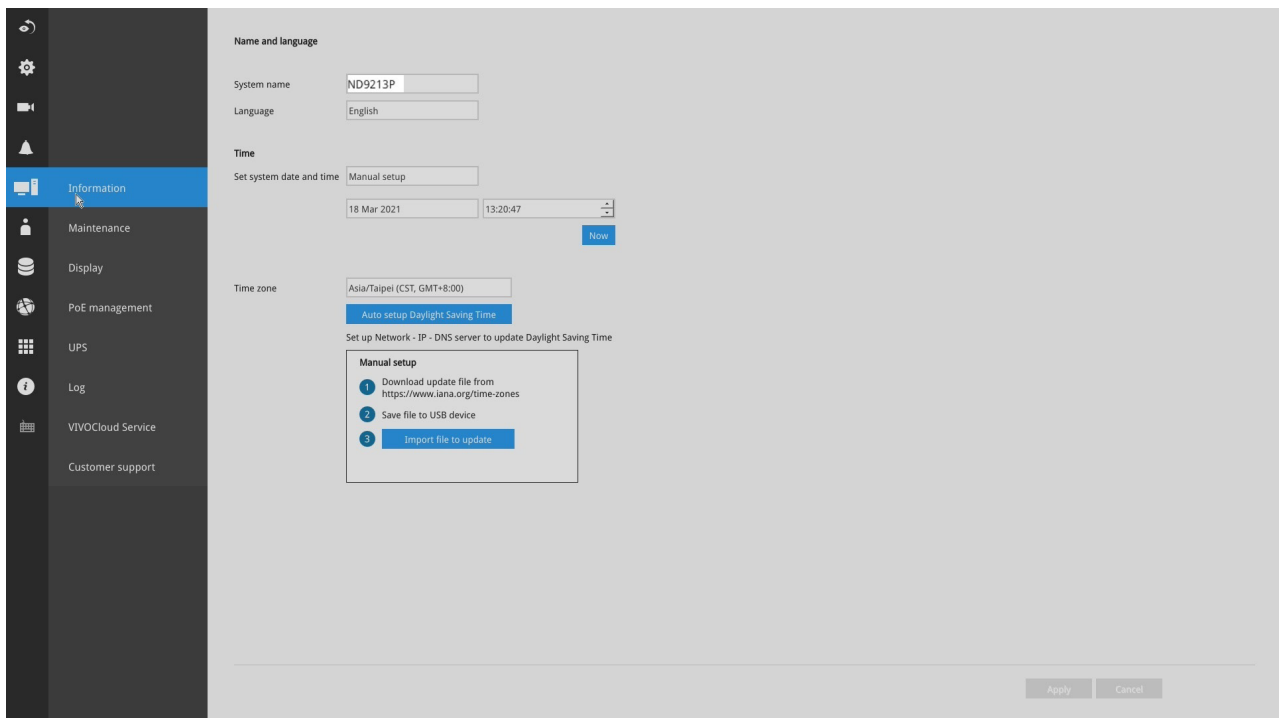 Information
Maintenance
Display
PoE management
UPS
Log
VIVOCloud Service
Customer support
Name and language
System name ND9213P
Language English
Time
Set system date and time Manual setup
18 Mar 2021 13:20:47
Now
Time zone Asia/Taipei (CST, GMT+8:00)
Auto setup Daylight Saving Time
Set up Network - IP - DNS server to update Daylight Saving Time
Manual setup
1 Download update file from
https://www.iana.org/time-zones
2 Save file to USB device
3 Import file to update
Apply Cancel